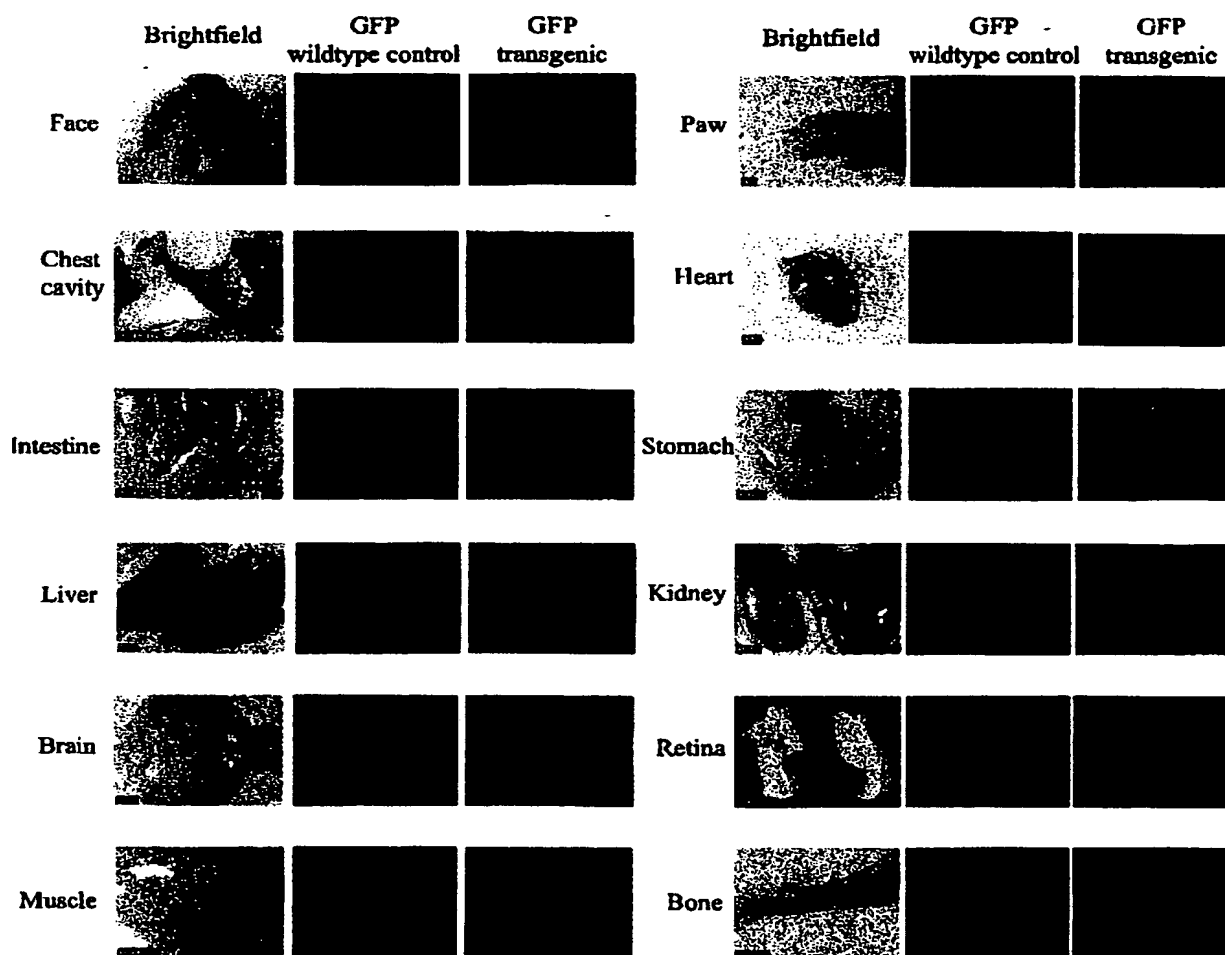 Brightfield
GFP
wildtype control
GFP
transgenic
Brightfield
GFP
wildtype control
GFP
transgenic
Face
Paw
Chest
cavity
Heart
Intestine
Stomach
Liver
Kidney
Brain
Retina
Muscle
Bone